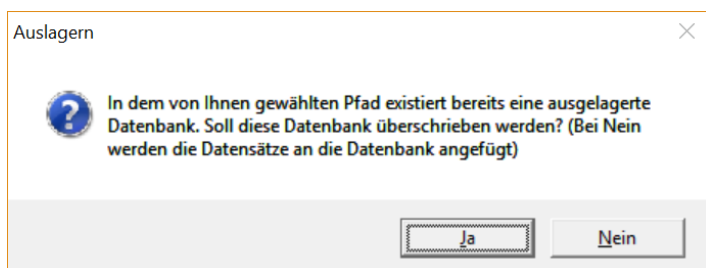 Auslagern
In dem von Ihnen gewählten Pfad existiert bereits eine ausgelagerte
Datenbank. Soll diese Datenbank überschrieben werden? (Bei Nein
werden die Datensätze an die Datenbank angefügt)
Ja
Nein